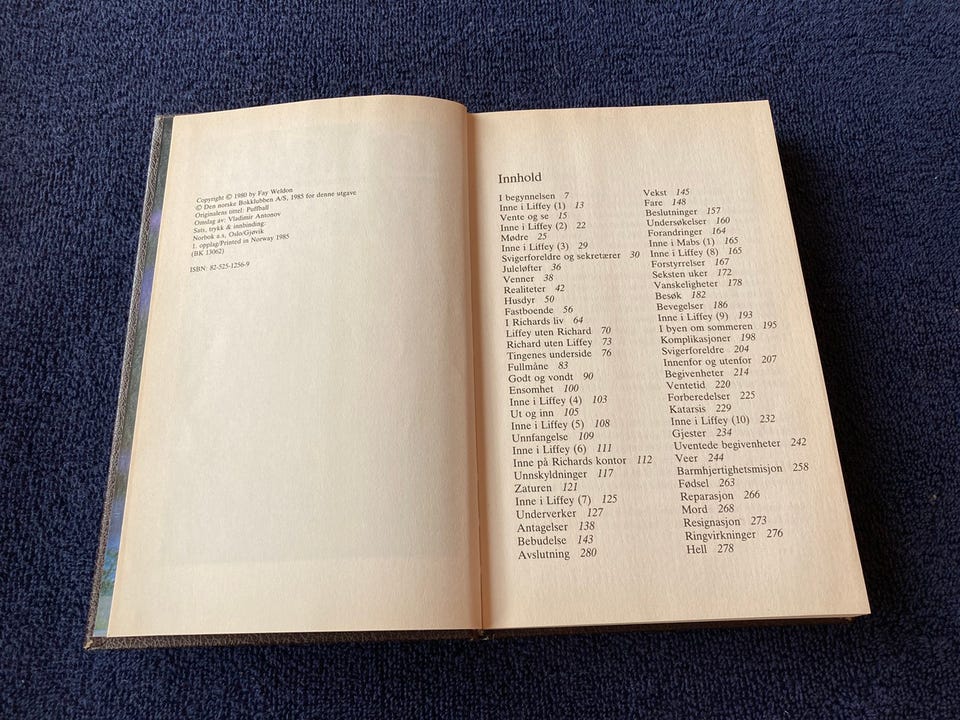 Copyright © 1980 by Fay Weldon
© Den norske Bokklubben A/S, 1985 for denne utgave
Originalens tittel: Puffball
Omslag av: Vladimir Antonov
Sats, trykk & innbinding:
Norbok a.s, Oslo/Gjøvik
1. opplag/Printed in Norway 1985
(BK 13062)
ISBN: 82-525-1256-9
Innhold
I begynnelsen 7
Inne i Liffey (1) 13
Vente og se 15
Inne i Liffey (2) 22
Mødre 25
Inne i Liffey (3) 29
Svigerforeldre og sekretærer 30
Juleløfter 36
Venner 38
Realiteter 42
Husdyr 50
Fastboende 56
I Richards liv 64
Liffey uten Richard 70
Richard uten Liffey 73
Tingenes underside 76
Fullmåne 83
Godt og vondt 90
Ensomhet 100
Inne i Liffey (4) 103
Ut og inn 105
Inne i Liffey (5) 108
Unnfangelse 109
Inne i Liffey (6) 111
Inne på Richards kontor 112
Unnskyldninger 117
Zaturen 121
Inne i Liffey (7) 125
Underverker 127
Antagelser 138
Bebudelse 143
Avslutning 280
Vekst 145
Fare 148
Beslutninger 157
Undersøkelser 160
Forandringer 164
Inne i Mabs (1) 165
Inne i Liffey (8) 165
Forstyrrelser 167
Seksten uker 172
Vanskeligheter 178
Besøk 182
Bevegelser 186
Inne i Liffey (9) 193
I byen om sommeren 195
Komplikasjoner 198
Svigerforeldre 204
Innenfor og utenfor 207
Begivenheter 214
Ventetid 220
Forberedelser 225
Katarsis 229
Inne i Liffey (10) 232
Gjester 234
Uventede begivenheter 242
Veer 244
Barmhjertighetsmisjon 258
Fødsel 263
Reparasjon 266
Mord 268
Resignasjon 273
Ringvirkninger 276
Hell 278